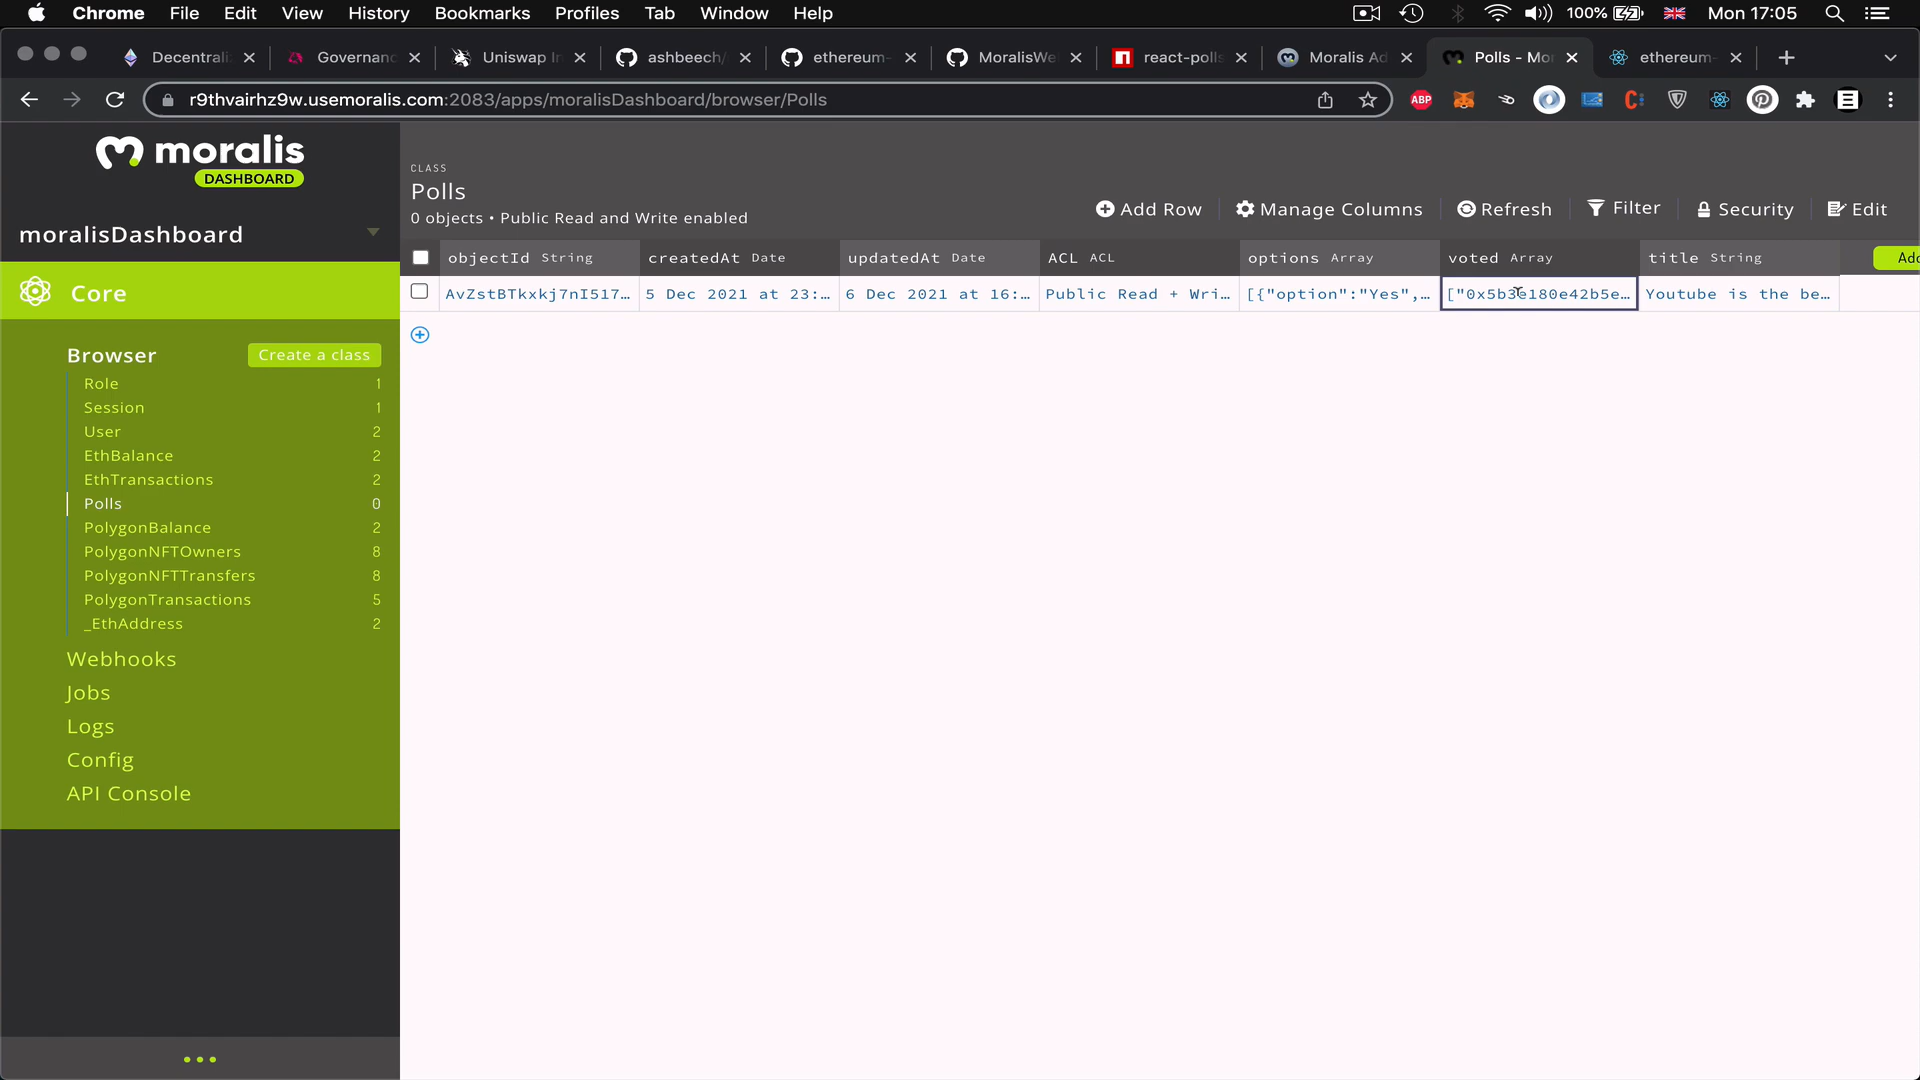 Chrome File Edit View History Bookmarks Profiles Tab Window Help 100% Mon 17:05
Decentrali Governanc Uniswap In ashbeech/ ethereum- MoralisWe react-polls Moralis Ad Polls - Mor ethereum-
r9thvairhz9w.usemoralis.com:2083/apps/moralisDashboard/browser/Polls ABP
moralis
DASHBOARD
moralisDashboard
Core
Browser Create a class
Role 1
Session 1
User 2
EthBalance 2
EthTransactions 2
Polls 0
PolygonBalance 2
PolygonNFTOwners 8
PolygonNFTTransfers 8
PolygonTransactions 5
_EthAddress 2
Webhooks
Jobs
Logs
Config
API Console
CLASS
Polls
0 objects • Public Read and Write enabled
Add Row Manage Columns Refresh Filter Security Edit
objectId String createdAt Date updatedAt Date ACL ACL options Array voted Array title String Add
AvZstBTkxkj7nI517… 5 Dec 2021 at 23:… 6 Dec 2021 at 16:… Public Read + Wri… [{"option":"Yes",… ["0x5b3e180e42b5e… Youtube is the be…